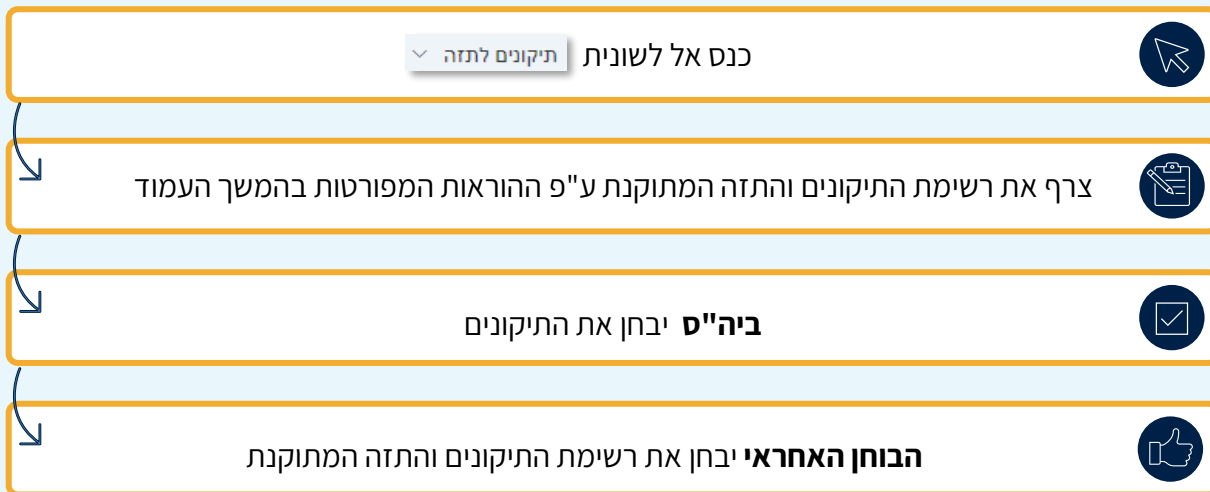 כנס אל לשונית תיקונים לתזה
צרף את רשימת התיקונים והתזה המתוקנת ע"פ ההוראות המפורטות בהמשך העמוד
ביה"ס יבחן את התיקונים
הבוחן האחראי יבחן את רשימת התיקונים והתזה המתוקנת